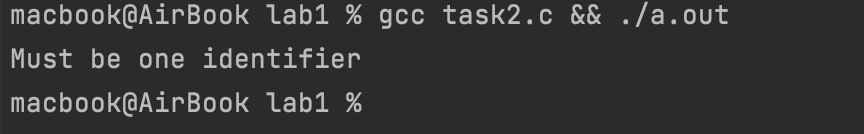 macbook@AirBook lab1 % gcc task2.c && ./a.out
Must be one identifier
macbook@AirBook lab1 %